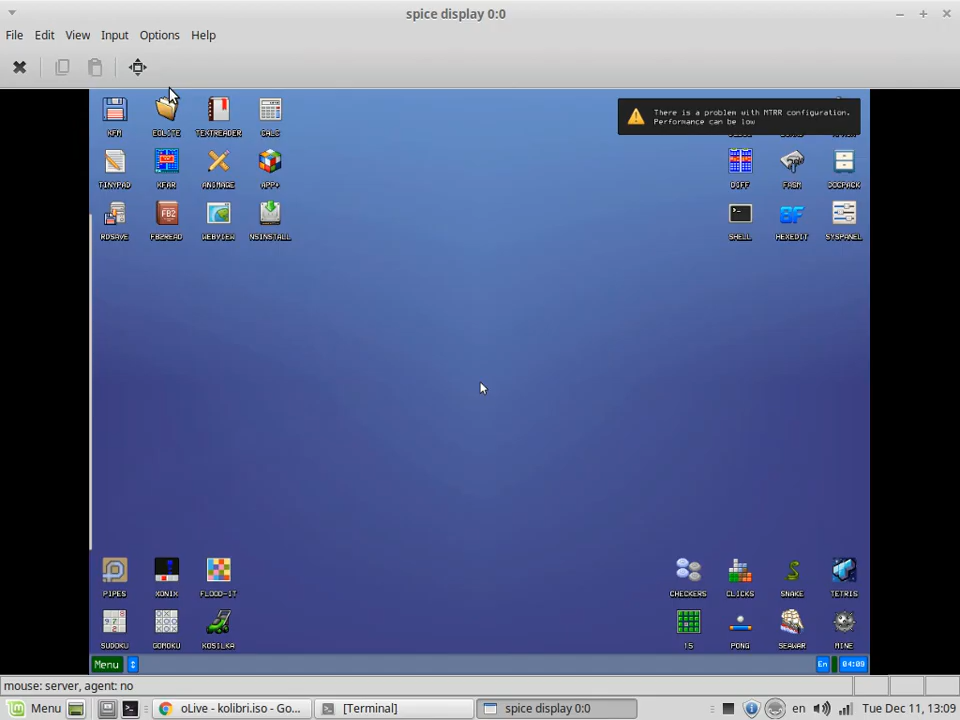 spice display 0:0
File Edit View Input Options Help
KFM EOLITE TEXTREADER CALC
There is a problem with MTRR configuration.
Performance can be low
TINYPAD KFAR ANIMAGE APP+
DIFF FASM DOCPACK
RDSAVE FB2READ WEBVIEW NSINSTALL
SHELL HEXEDIT SYSPANEL
PIPES XONIX FLOOD-IT
CHECKERS CLICKS SNAKE TETRIS
SUDOKU GOMOKU KOSILKA
15 PONG SEAWAR MINE
Menu
En 04:09
mouse: server, agent: no
Menu
oLive - kolibri.iso - Go...
[Terminal]
spice display 0:0
en
Tue Dec 11, 13:09